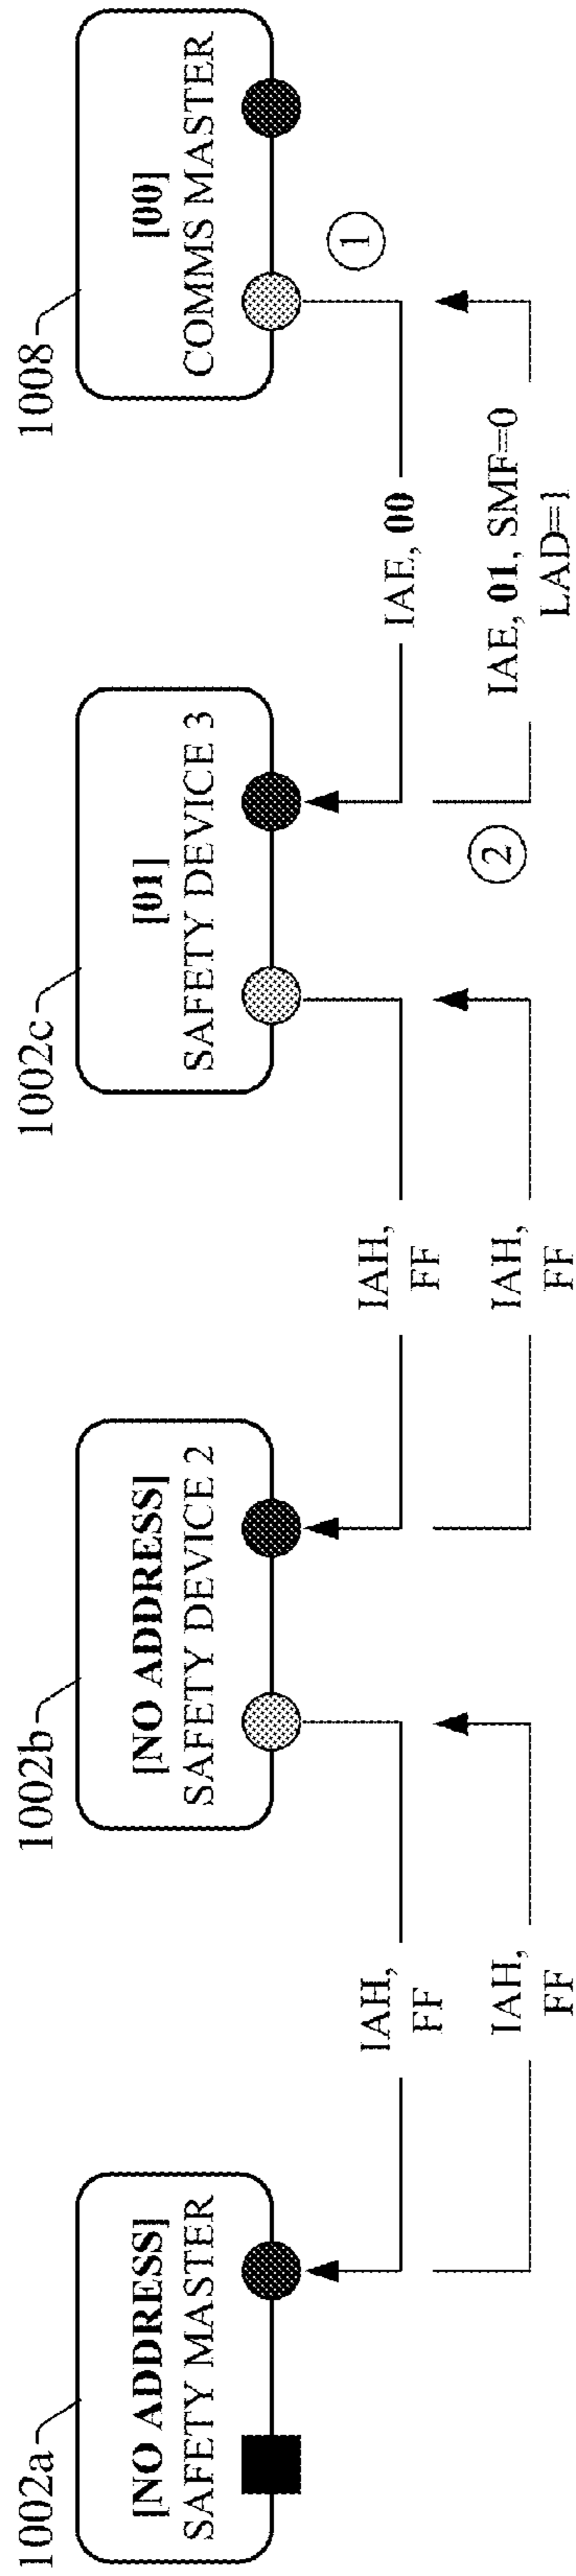 1002a
[NO ADDRESS]
SAFETY MASTER
1002b
[NO ADDRESS]
SAFETY DEVICE 2
1002c
[01]
SAFETY DEVICE 3
1008
[00]
COMMS MASTER
IAH,
FF
IAH,
FF
IAE, 00
1
IAH,
FF
IAH,
FF
2
IAE, 01, SMF=0
LAD=1